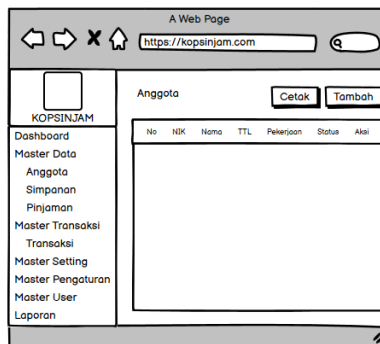 A Web Page
https://kopsinjam.com
KOPSINJAM
Dashboard
Master Data
Anggota
Simpanan
Pinjaman
Master Transaksi
Transaksi
Master Setting
Master Pengaturan
Master User
Laporan
Anggota
Cetak Tambah
No NIK Nama TTL Pekerjaan Status Aksi